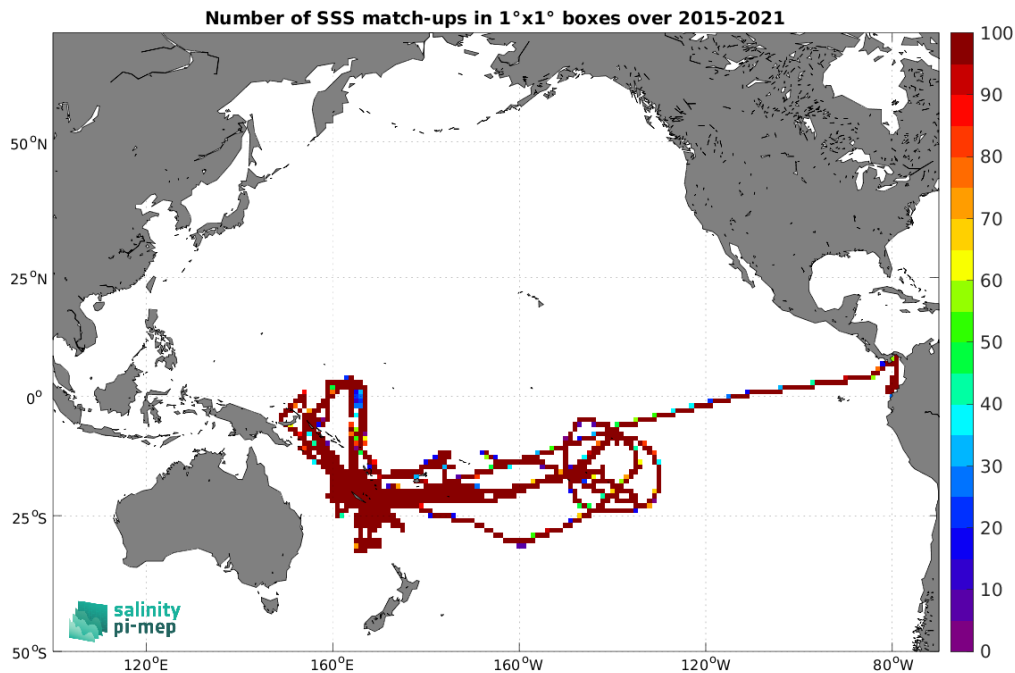 Number of SSS match-ups in 1°x1° boxes over 2015-2021
100
90
80
70
60
50
40
30
20
10
0
50°N
25°N
0°
25°S
50°S
120°E
160°E
160°W
120°W
80°W
salinity
pi-mep